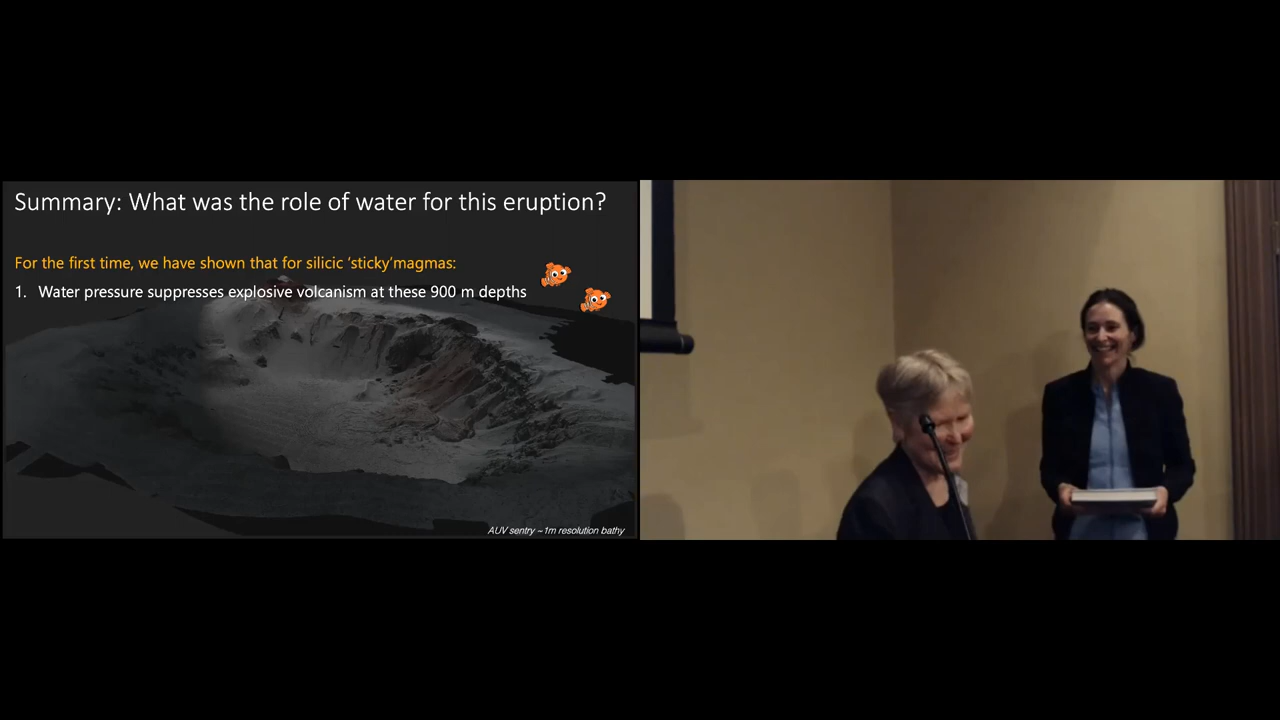 Summary: What was the role of water for this eruption?
For the first time, we have shown that for silicic ‘sticky’magmas:
1. Water pressure suppresses explosive volcanism at these 900 m depths
AUV sentry ~1m resolution bathy